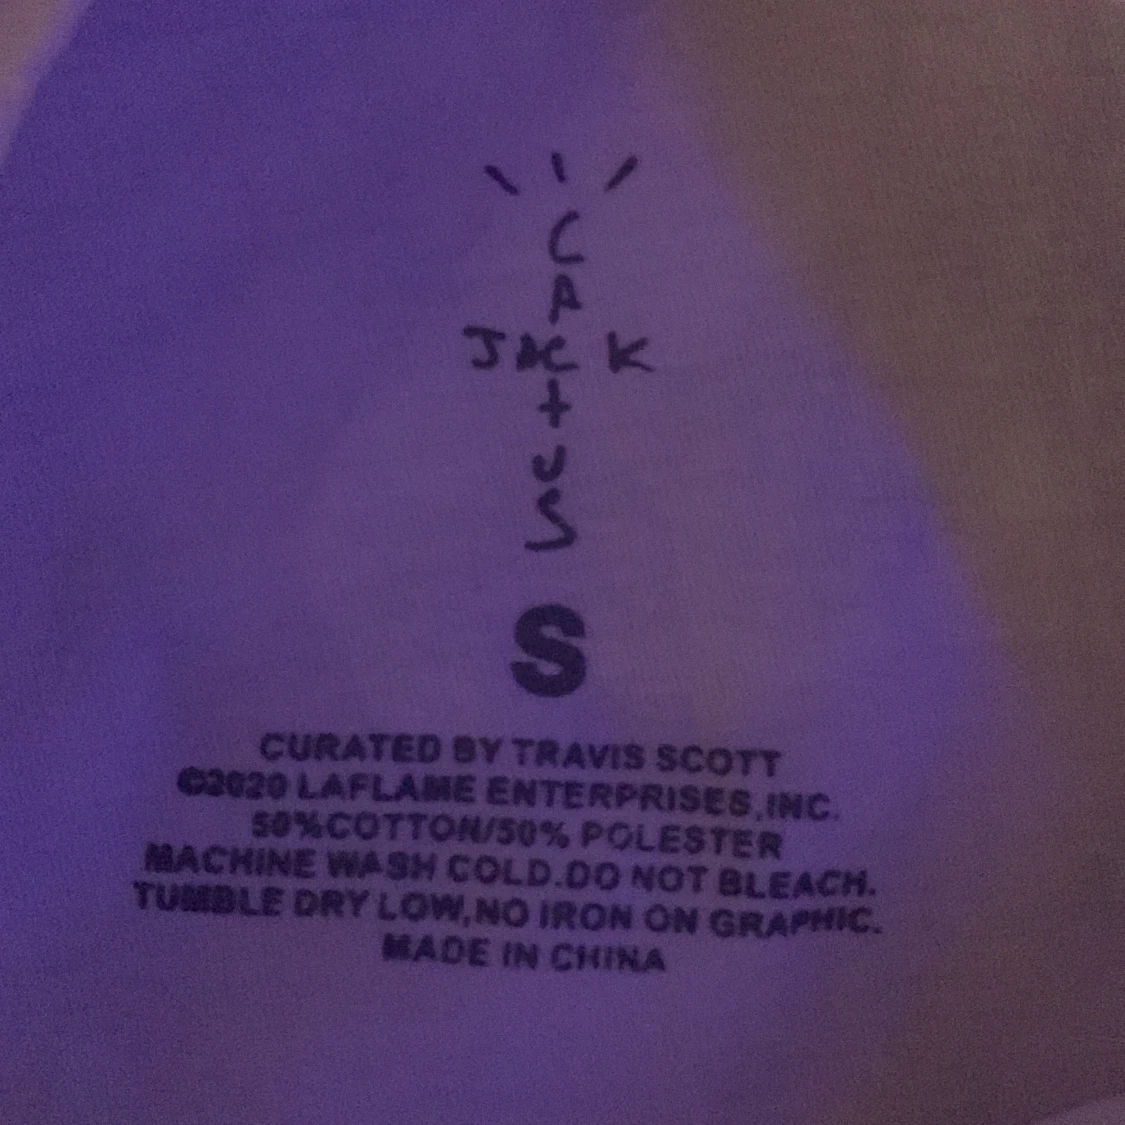 C
A
JACK
T
U
S
S
CURATED BY TRAVIS SCOTT
©2020 LAFLAME ENTERPRISES,INC.
50%COTTON/50% POLESTER
MACHINE WASH COLD.DO NOT BLEACH.
TUMBLE DRY LOW,NO IRON ON GRAPHIC.
MADE IN CHINA